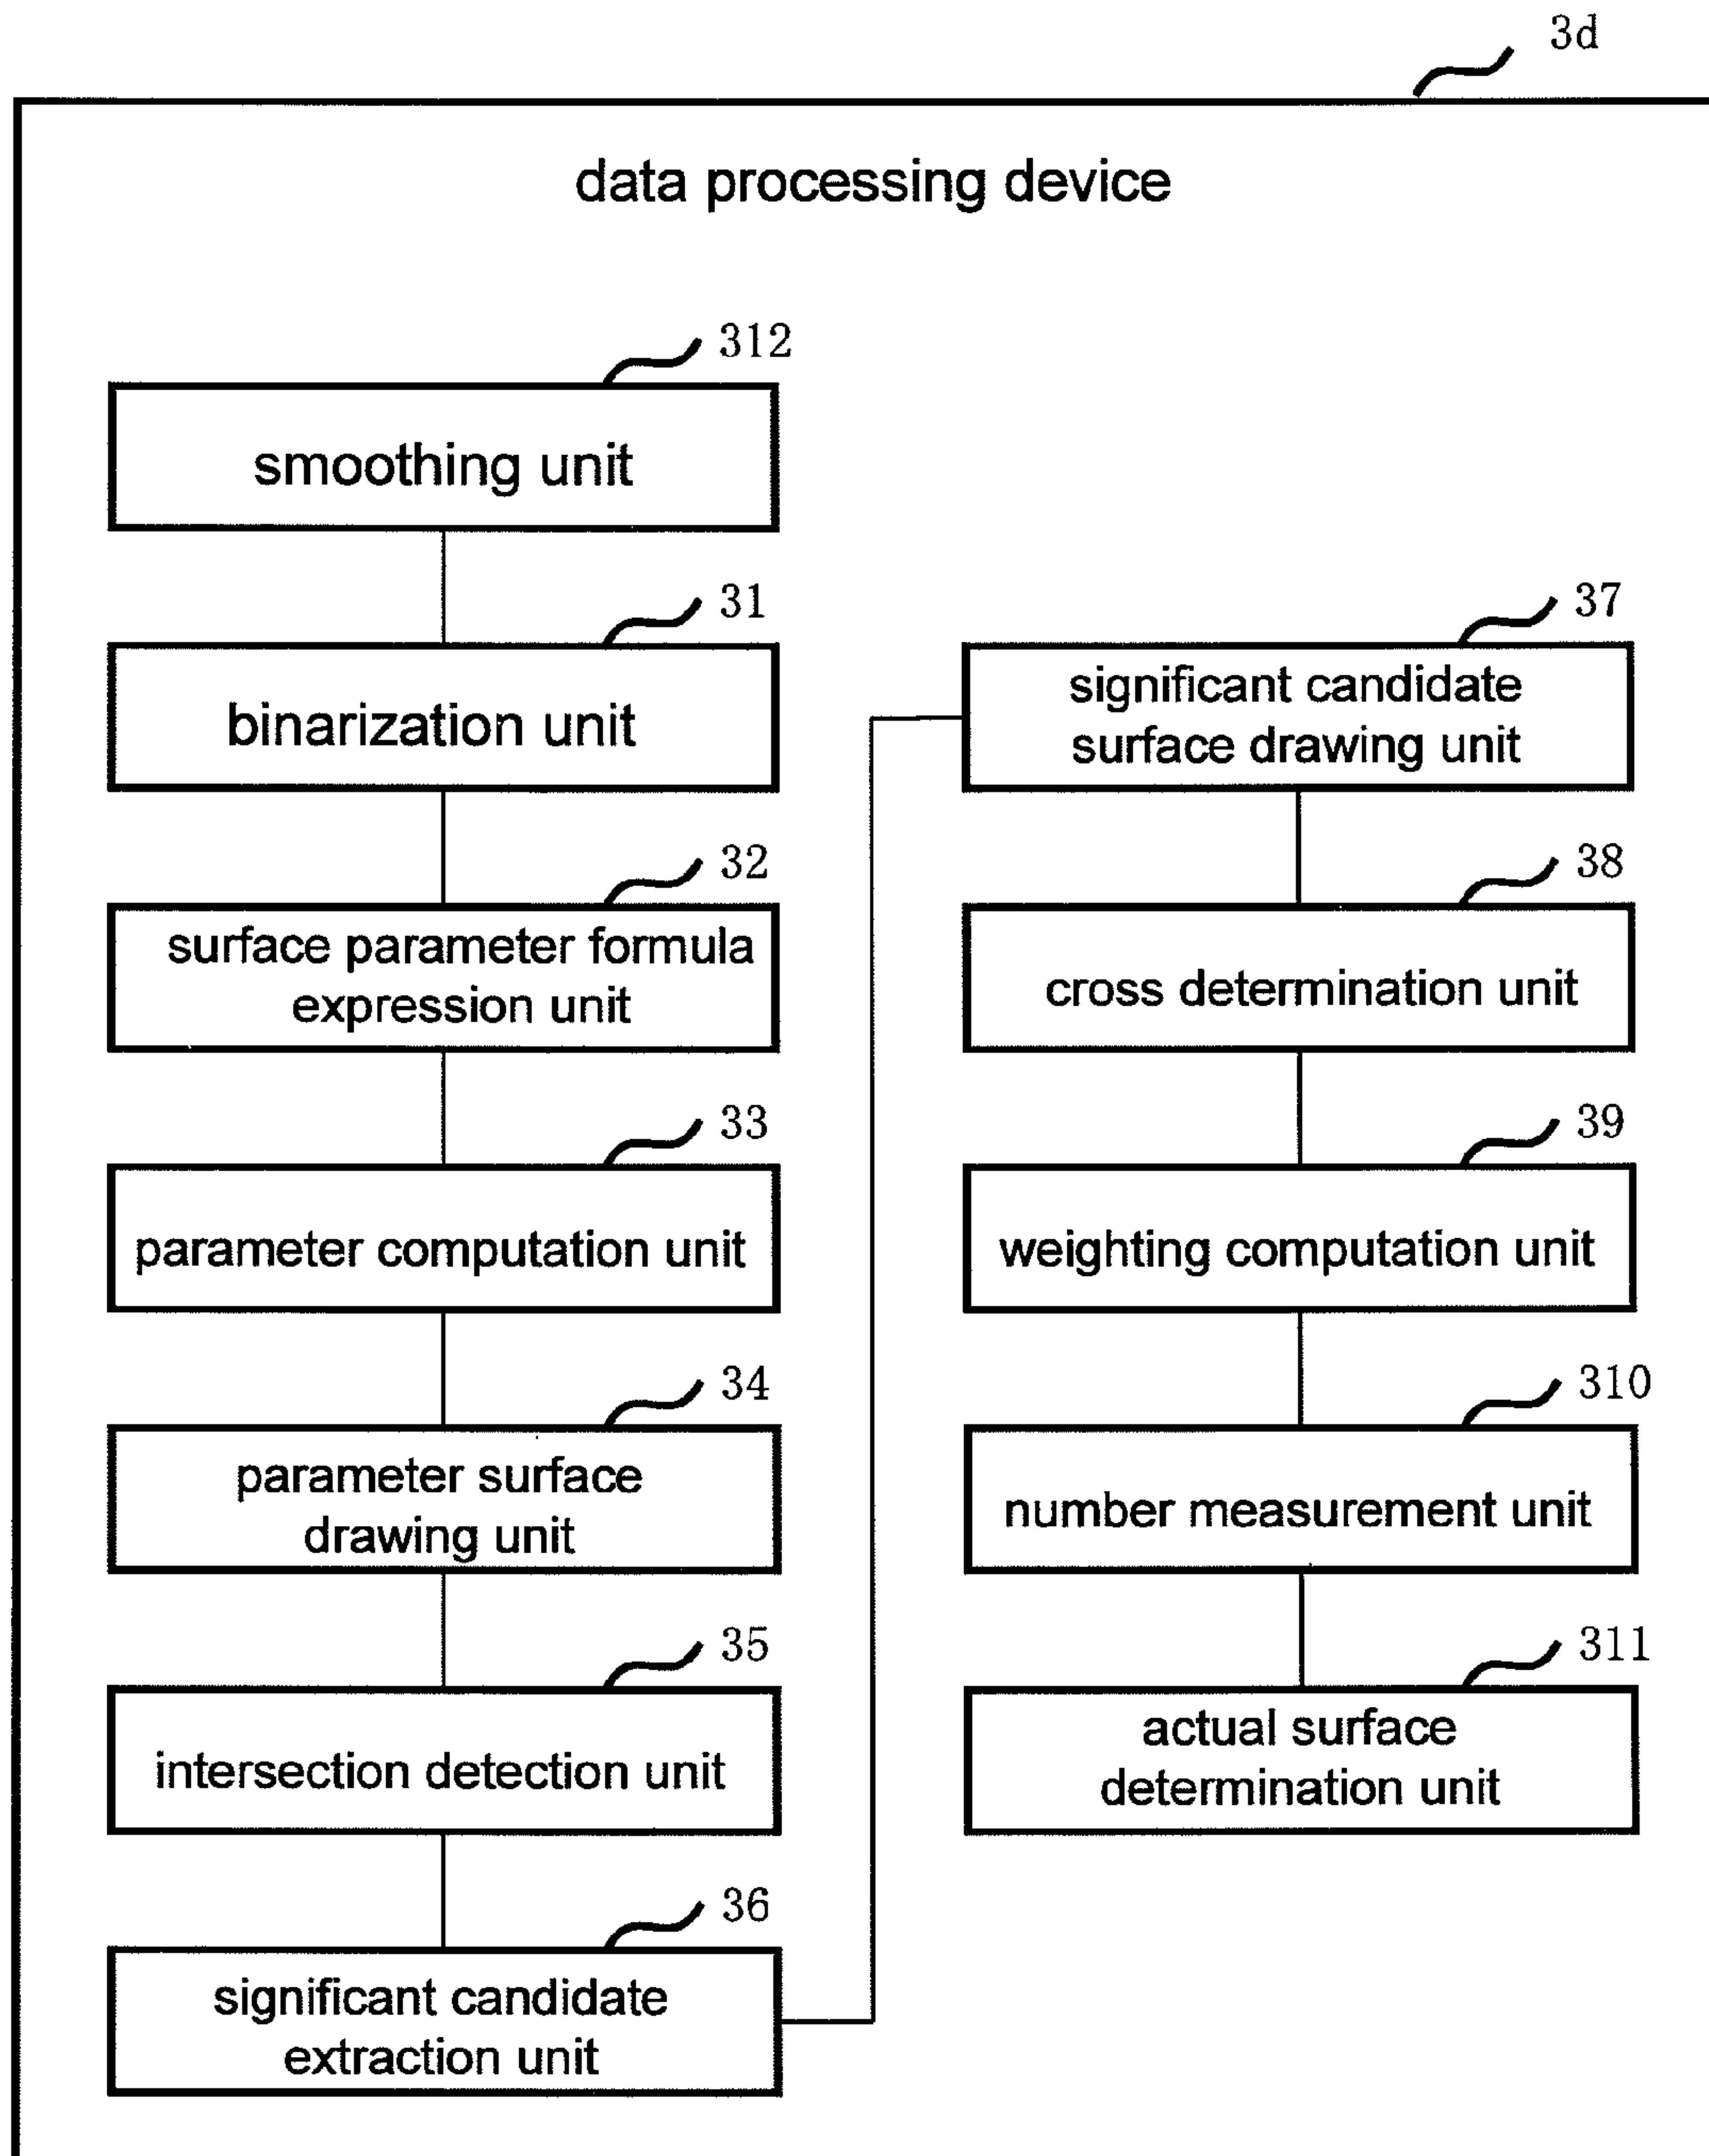 3d
data processing device
312
smoothing unit
31
binarization unit
32
surface parameter formula
expression unit
33
parameter computation unit
34
parameter surface
drawing unit
35
intersection detection unit
36
significant candidate
extraction unit
37
significant candidate
surface drawing unit
38
cross determination unit
39
weighting computation unit
310
number measurement unit
311
actual surface
determination unit